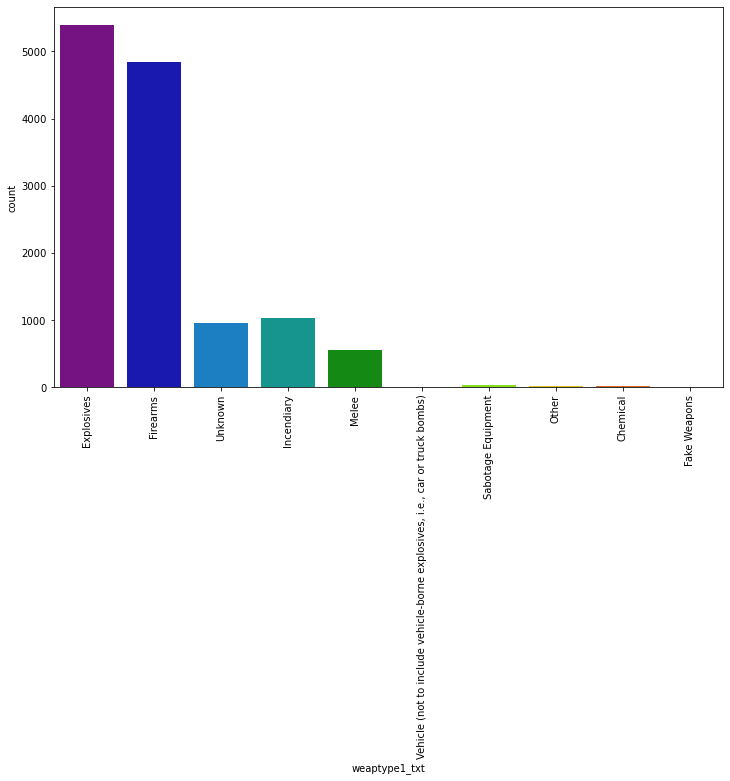 5000
4000
3000
2000
1000
0
count
Explosives
Firearms
Unknown
Incendiary
Melee
Vehicle (not to include vehicle-borne explosives, i.e., car or truck bombs)
Sabotage Equipment
Other
Chemical
Fake Weapons
weaptype1_txt